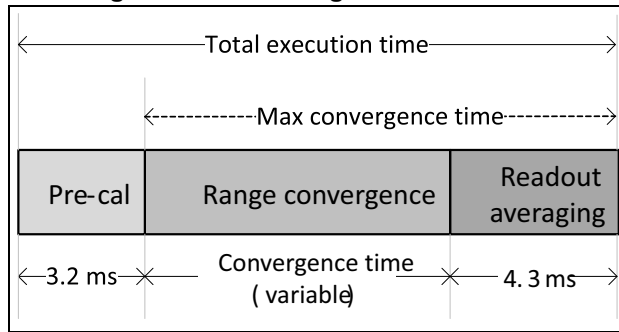 Total execution time
Max convergence time
Pre-cal
Range convergence
Readout
averaging
3.2 ms
Convergence time
( variable)
4. 3 ms